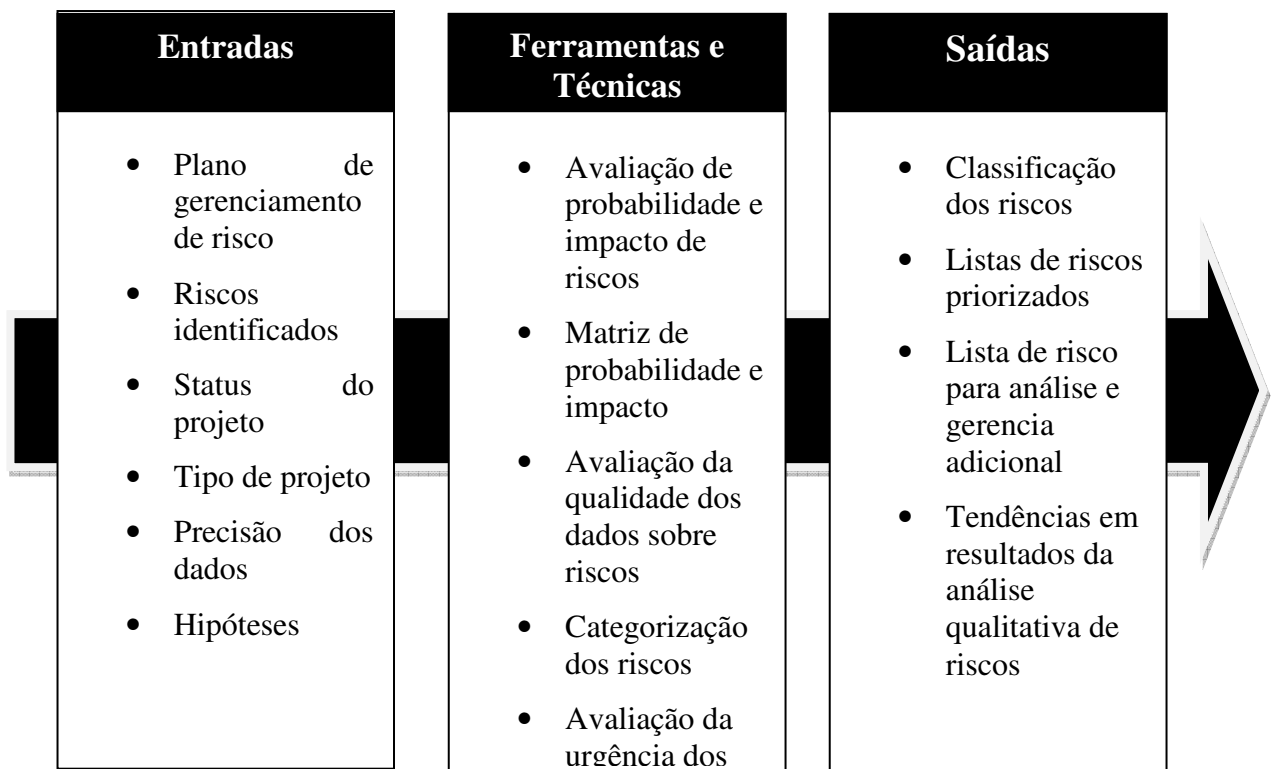 Entradas
• Plano de
gerenciamento
de risco
• Riscos
identificados
• Status do
projeto
• Tipo de projeto
• Precisão dos
dados
• Hipóteses
Ferramentas e
Técnicas
• Avaliação de
probabilidade e
impacto de
riscos
• Matriz de
probabilidade e
impacto
• Avaliação da
qualidade dos
dados sobre
riscos
• Categorização
dos riscos
• Avaliação da
urgência dos
Saídas
• Classificação
dos riscos
• Listas de riscos
priorizados
• Lista de risco
para análise e
gerencia
adicional
• Tendências em
resultados da
análise
qualitativa de
riscos